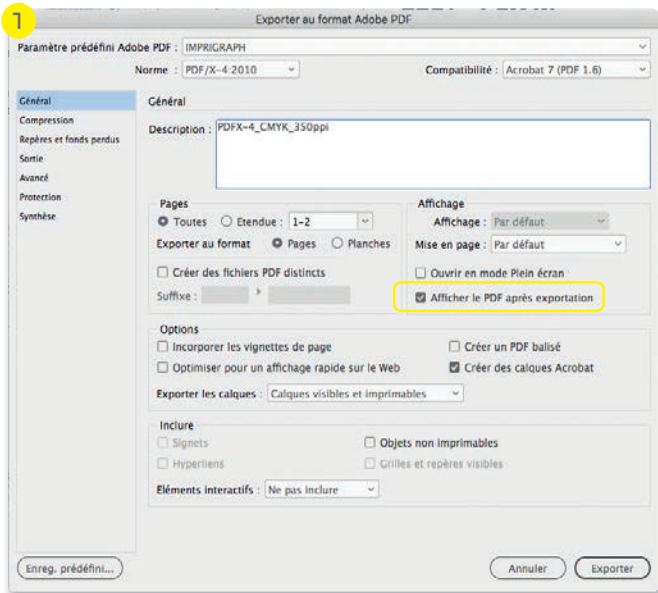 1
Exporter au format Adobe PDF
Paramètre prédéfini Adobe PDF : IMPRIGRAPH
Norme : PDF/X-4:2010 Compatibilité : Acrobat 7 (PDF 1.6)
Général
Compression
Repères et fonds perdus
Sortie
Avancé
Protection
Synthèse
Général
Description : PDFX-4_CMYK_350ppi
Pages
Toutes Etendue : 1-2
Exporter au format Pages Planches
Créer des fichiers PDF distincts
Suffixe :
Affichage
Affichage : Par défaut
Mise en page : Par défaut
Ouvrir en mode Plein écran
Afficher le PDF après exportation
Options
Incorporer les vignettes de page Créer un PDF balisé
Optimiser pour un affichage rapide sur le Web Créer des calques Acrobat
Exporter les calques : Calques visibles et imprimables
Inclure
Signets Objets non imprimables
Hyperliens Grilles et repères visibles
Eléments interactifs : Ne pas inclure
Enreg. prédéfini... Annuler Exporter